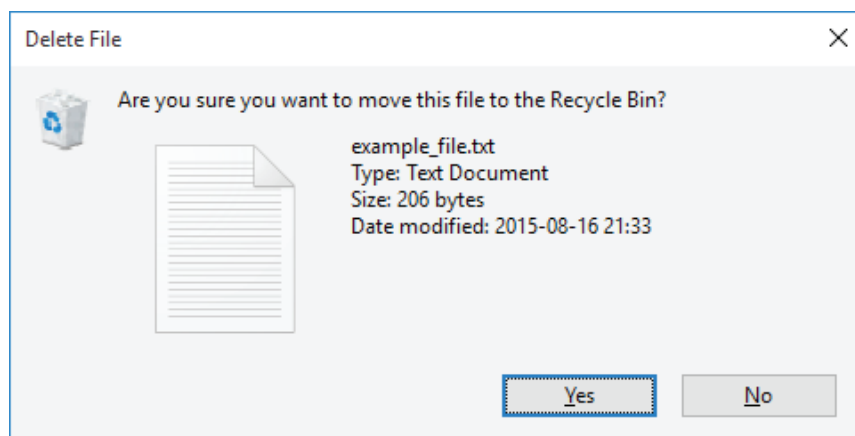 Delete File
Are you sure you want to move this file to the Recycle Bin?
example_file.txt
Type: Text Document
Size: 206 bytes
Date modified: 2015-08-16 21:33
Yes
No